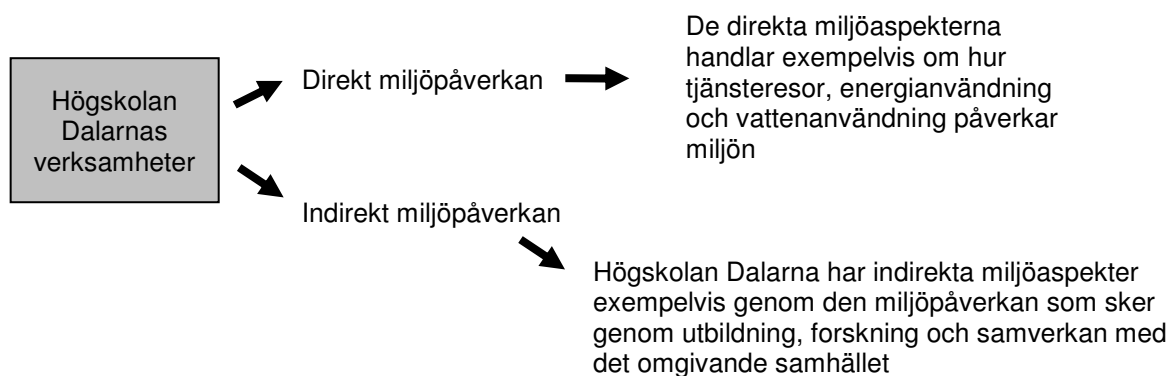 Högskolan
Dalarnas
verksamheter
Direkt miljöpåverkan
De direkta miljöaspekterna
handlar exempelvis om hur
tjänsteresor, energianvändning
och vattenanvändning påverkar
miljön
Indirekt miljöpåverkan
Högskolan Dalarna har indirekta miljöaspekter
exempelvis genom den miljöpåverkan som sker
genom utbildning, forskning och samverkan med
det omgivande samhället